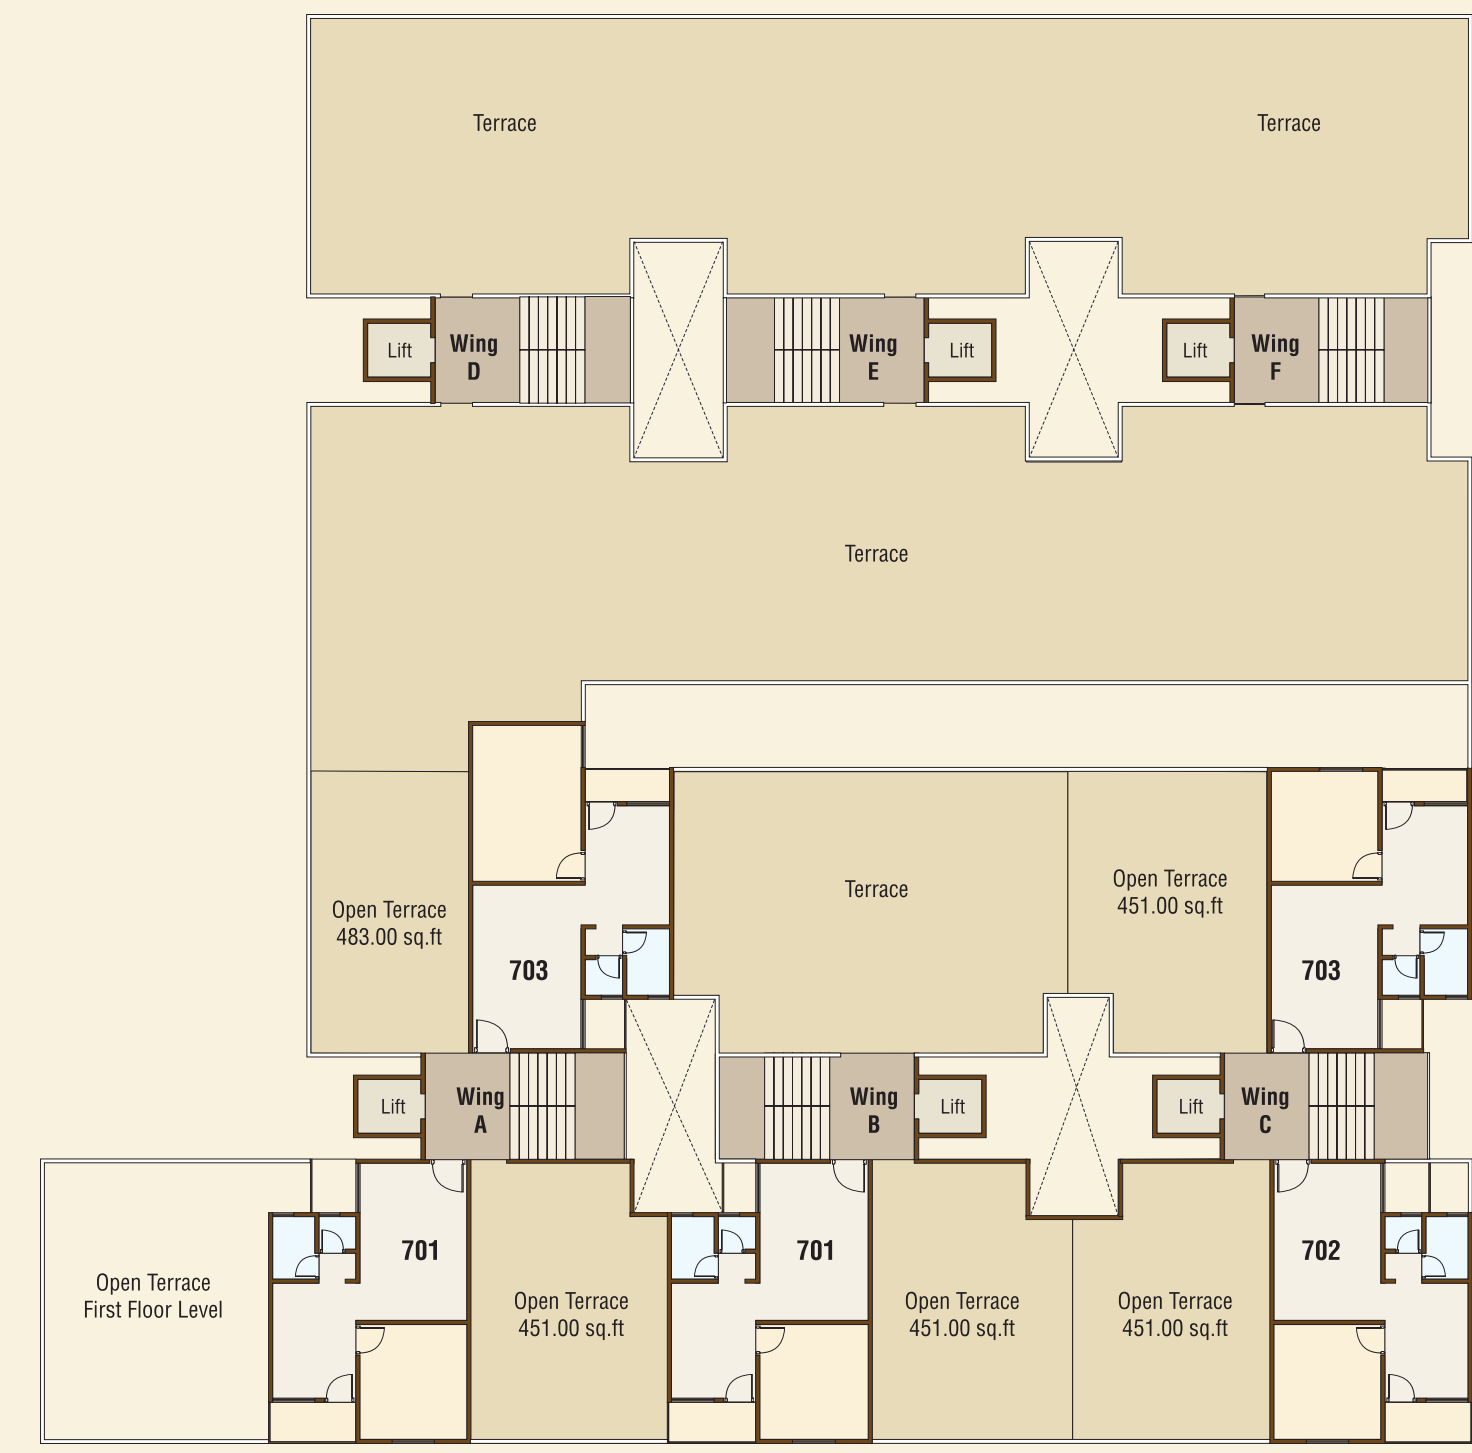 Terrace
Terrace
Lift
Wing
D
Wing
E
Lift
Lift
Wing
F
Terrace
Open Terrace
483.00 sq.ft
703
Terrace
Open Terrace
451.00 sq.ft
703
Lift
Wing
A
Wing
B
Lift
Lift
Wing
C
Open Terrace
First Floor Level
701
Open Terrace
451.00 sq.ft
701
Open Terrace
451.00 sq.ft
Open Terrace
451.00 sq.ft
702